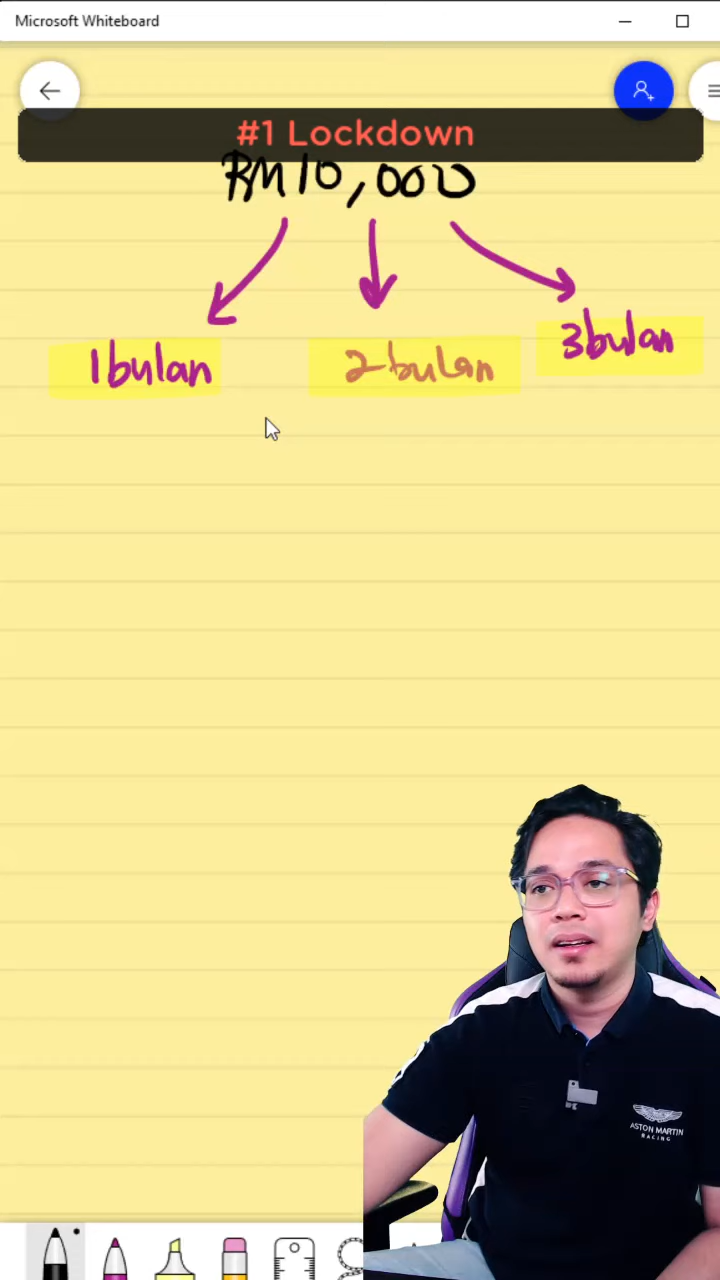 Microsoft Whiteboard
#1 Lockdown
RM10,000
1bulan
2bulan
3bulan
ASTON MARTIN
RACING